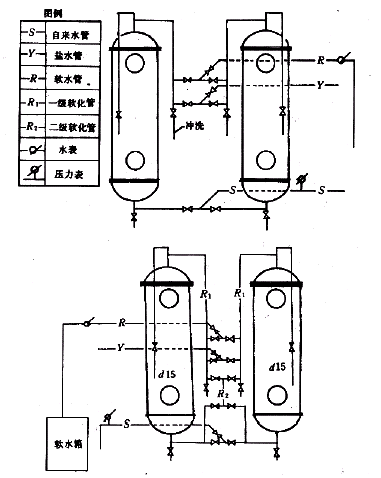 图例
S 自来水管
Y 盐水管
R 软水管
R₁ 一级软化管
R₂ 二级软化管
水表
压力表
R
Y
冲洗
S S
R₁ R₁
R
Y
d15 d15
R₂
S
软水箱